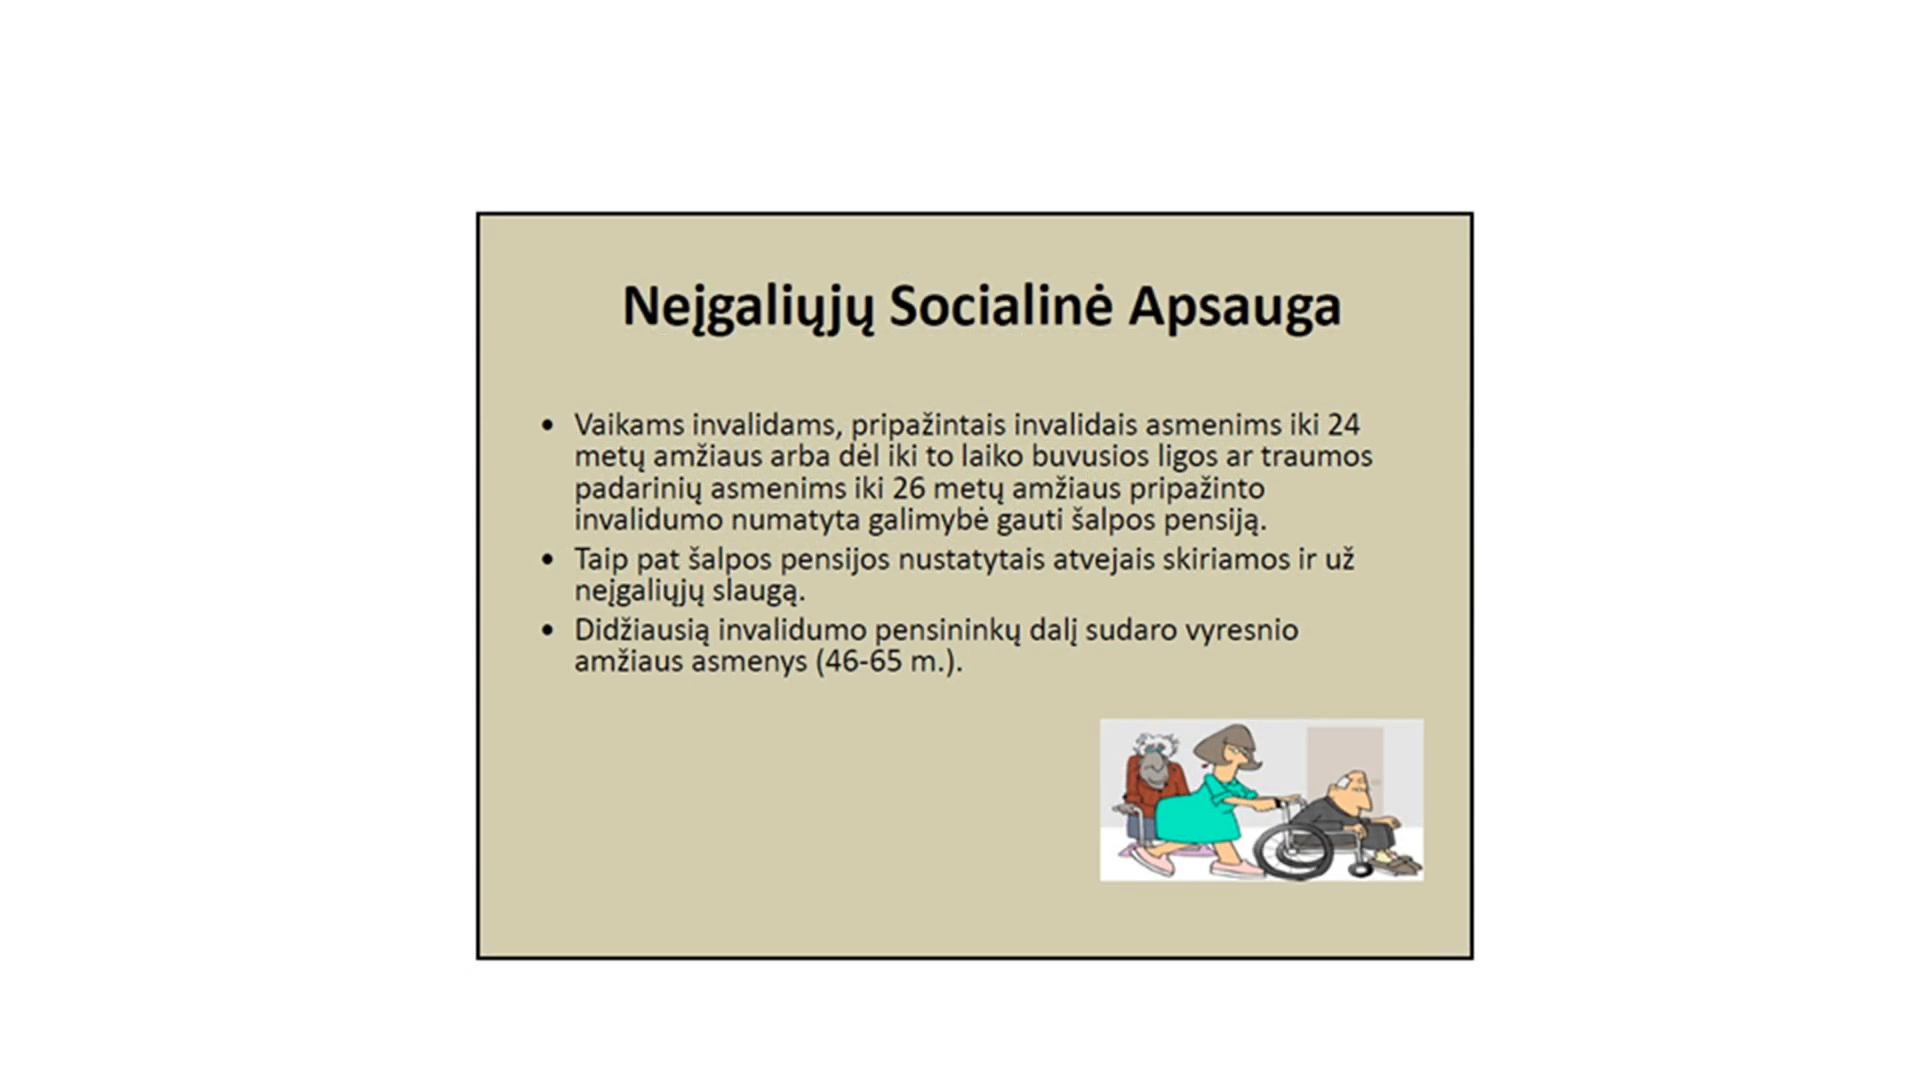 Neįgaliųjų Socialinė Apsauga
• Vaikams invalidams, pripažintais invalidais asmenims iki 24
metų amžiaus arba dėl iki to laiko buvusios ligos ar traumos
padarinių asmenims iki 26 metų amžiaus pripažinto
invalidumo numatyta galimybė gauti šalpos pensiją.
• Taip pat šalpos pensijos nustatytais atvejais skiriamos ir už
neįgaliųjų slaugą.
• Didžiausią invalidumo pensininkų dalį sudaro vyresnio
amžiaus asmenys (46-65 m.).